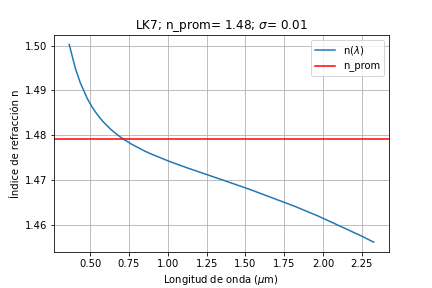 LK7; n_prom= 1.48; σ= 0.01
1.50
1.49
1.48
1.47
1.46
Índice de refracción n
n(λ)
n_prom
0.50 0.75 1.00 1.25 1.50 1.75 2.00 2.25
Longitud de onda (μm)